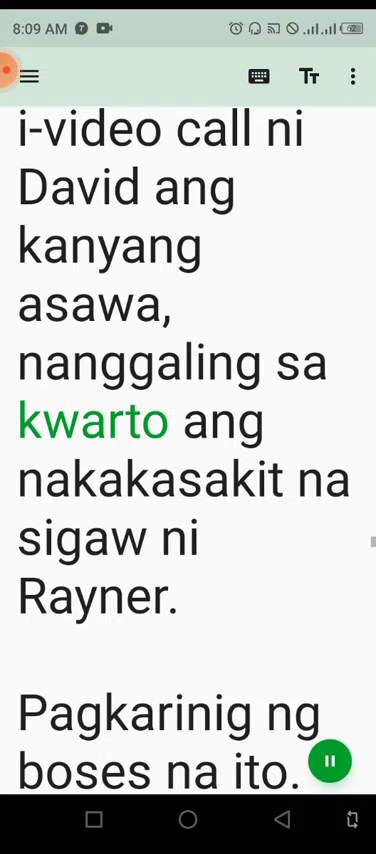 8:09 AM
i-video call ni
David ang
kanyang
asawa,
nanggaling sa
kwarto ang
nakakasakit na
sigaw ni
Rayner.
Pagkarinig ng
boses na ito.